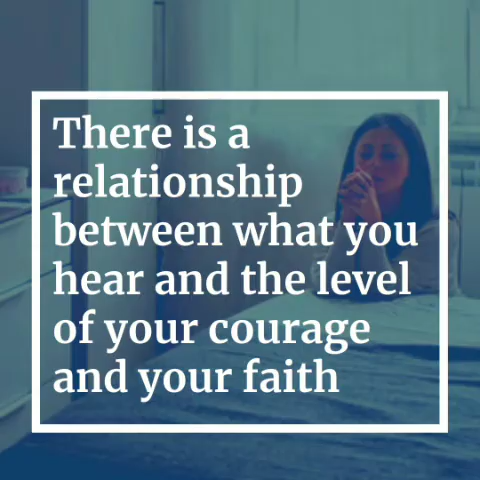 There is a
relationship
between what you
hear and the level
of your courage
and your faith